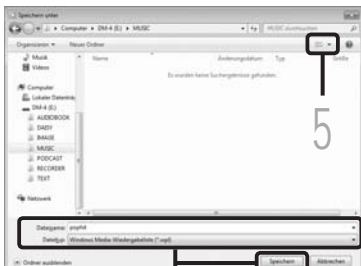 Speichern unter
Computer ▸ DM-4 (E:) ▸ MUSIC
MUSIC durchsuchen
Organisieren ▾ Neuer Ordner
Musik
Videos
Computer
Lokaler Datenträ
DM-4 (E:)
AUDIOBOOK
DAISY
IMAGE
MUSIC
PODCAST
RECORDER
TEXT
Netzwerk
Name Änderungsdatum Typ Größe
Es wurden keine Suchergebnisse gefunden.
5
Dateiname: pophit
Dateityp: Windows Media-Wiedergabeliste (*.wpl)
Ordner ausblenden
Speichern Abbrechen